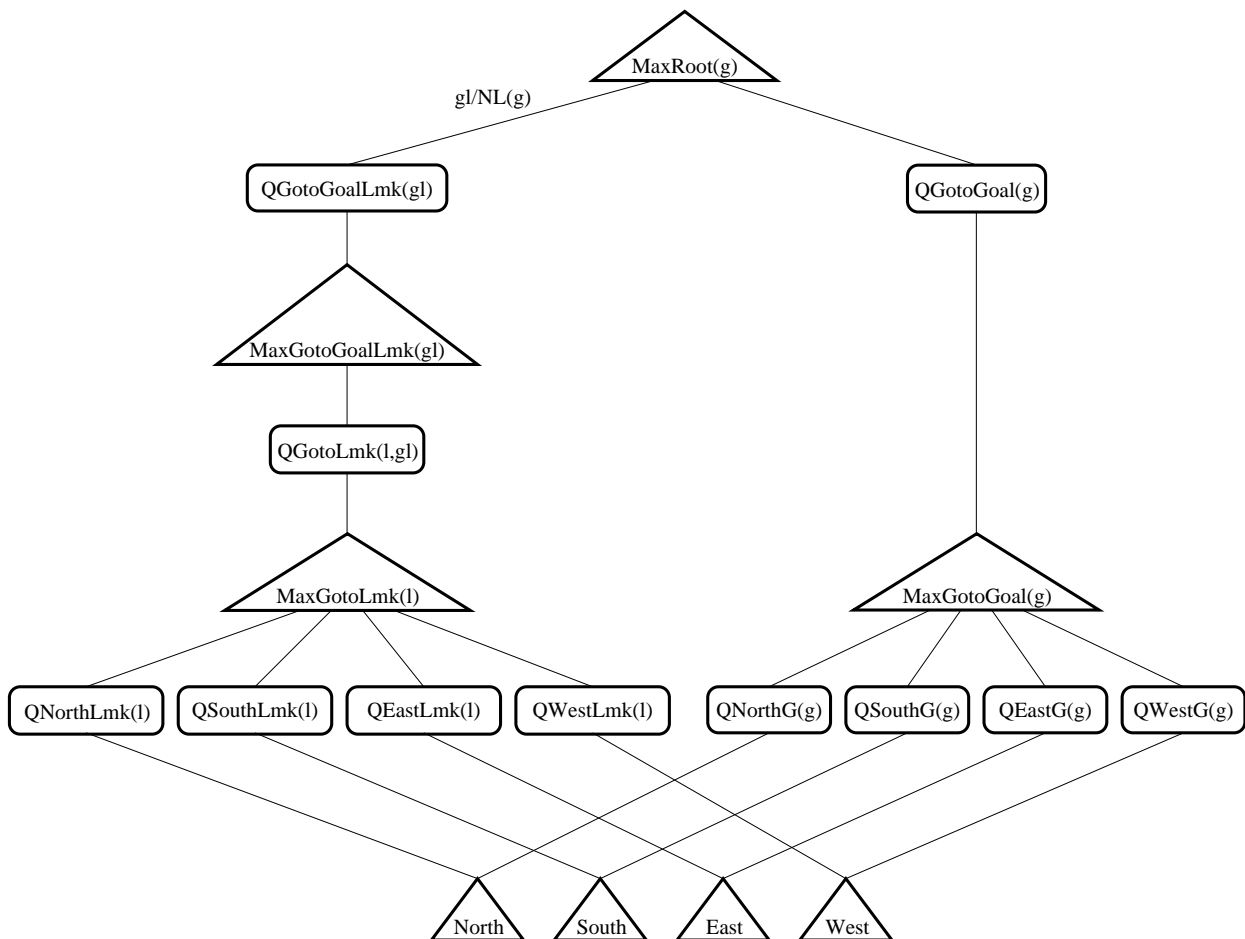 MaxRoot(g)
gl/NL(g)
QGotoGoalLmk(gl)
QGotoGoal(g)
MaxGotoGoalLmk(gl)
QGotoLmk(l,gl)
MaxGotoLmk(l)
MaxGotoGoal(g)
QNorthLmk(l)
QSouthLmk(l)
QEastLmk(l)
QWestLmk(l)
QNorthG(g)
QSouthG(g)
QEastG(g)
QWestG(g)
North
South
East
West